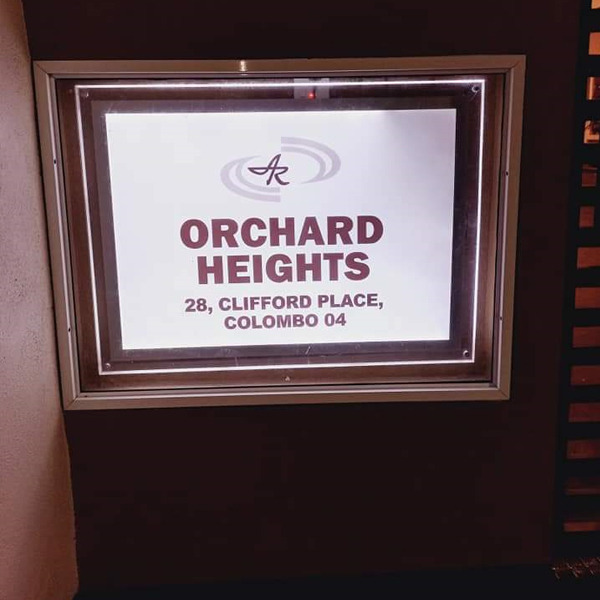 AR
ORCHARD
HEIGHTS
28, CLIFFORD PLACE,
COLOMBO 04